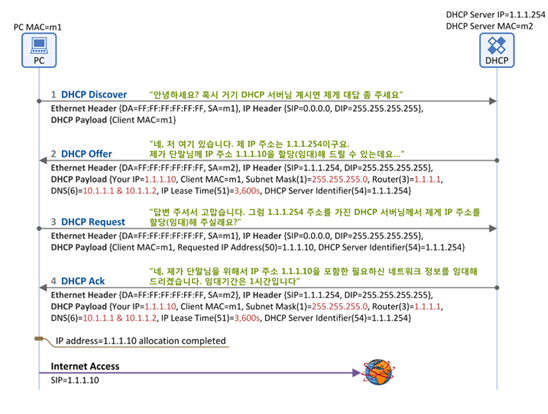 DHCP Server IP=1.1.1.254
PC MAC=m1
DHCP Server MAC=m2
PC
DHCP
1 DHCP Discover
"안녕하세요? 혹시 거기 DHCP 서버님 계시면 제게 대답 좀 주세요"
Ethernet Header {DA=FF:FF:FF:FF:FF:FF, SA=m1}, IP Header {SIP=0.0.0.0, DIP=255.255.255.255},
DHCP Payload {Client MAC=m1}
"네, 저 여기 있습니다. 제 IP 주소는 1.1.1.254이구요.
2 DHCP Offer
제가 단말님께 IP 주소 1.1.1.10을 할당(임대)해 드릴 수 있는데요..."
Ethernet Header {DA=FF:FF:FF:FF:FF:FF, SA=m2}, IP Header {SIP=1.1.1.254, DIP=255.255.255.255},
DHCP Payload {Your IP=1.1.1.10, Client MAC=m1, Subnet Mask(1)=255.255.255.0, Router(3)=1.1.1.1,
DNS(6)=10.1.1.1 & 10.1.1.2, IP Lease Time(51)=3,600s, DHCP Server Identifier(54)=1.1.1.254}
"답변 주셔서 고맙습니다. 그럼 1.1.1.254 주소를 가진 DHCP 서버님께서 제게 IP 주소를
3 DHCP Request
할당(임대)해 주실래요?"
Ethernet Header {DA=FF:FF:FF:FF:FF:FF, SA=m1}, IP Header {SIP=0.0.0.0, DIP=255.255.255.255},
DHCP Payload {Client MAC=m1, Requested IP Address(50)=1.1.1.10, DHCP Server Identifier(54)=1.1.1.254}
"네, 제가 단말님을 위해서 IP 주소 1.1.1.10을 포함한 필요하신 네트워크 정보를 임대해
4 DHCP Ack
드리겠습니다. 임대기간은 1시간입니다"
Ethernet Header {DA=FF:FF:FF:FF:FF:FF, SA=m2}, IP Header {SIP=1.1.1.254, DIP=255.255.255.255},
DHCP Payload {Your IP=1.1.1.10, Client MAC=m1, Subnet Mask(1)=255.255.255.0, Router(3)=1.1.1.1,
DNS(6)=10.1.1.1 & 10.1.1.2, IP Lease Time(51)=3,600s, DHCP Server Identifier(54)=1.1.1.254}
IP address=1.1.1.10 allocation completed
Internet Access
SIP=1.1.1.10